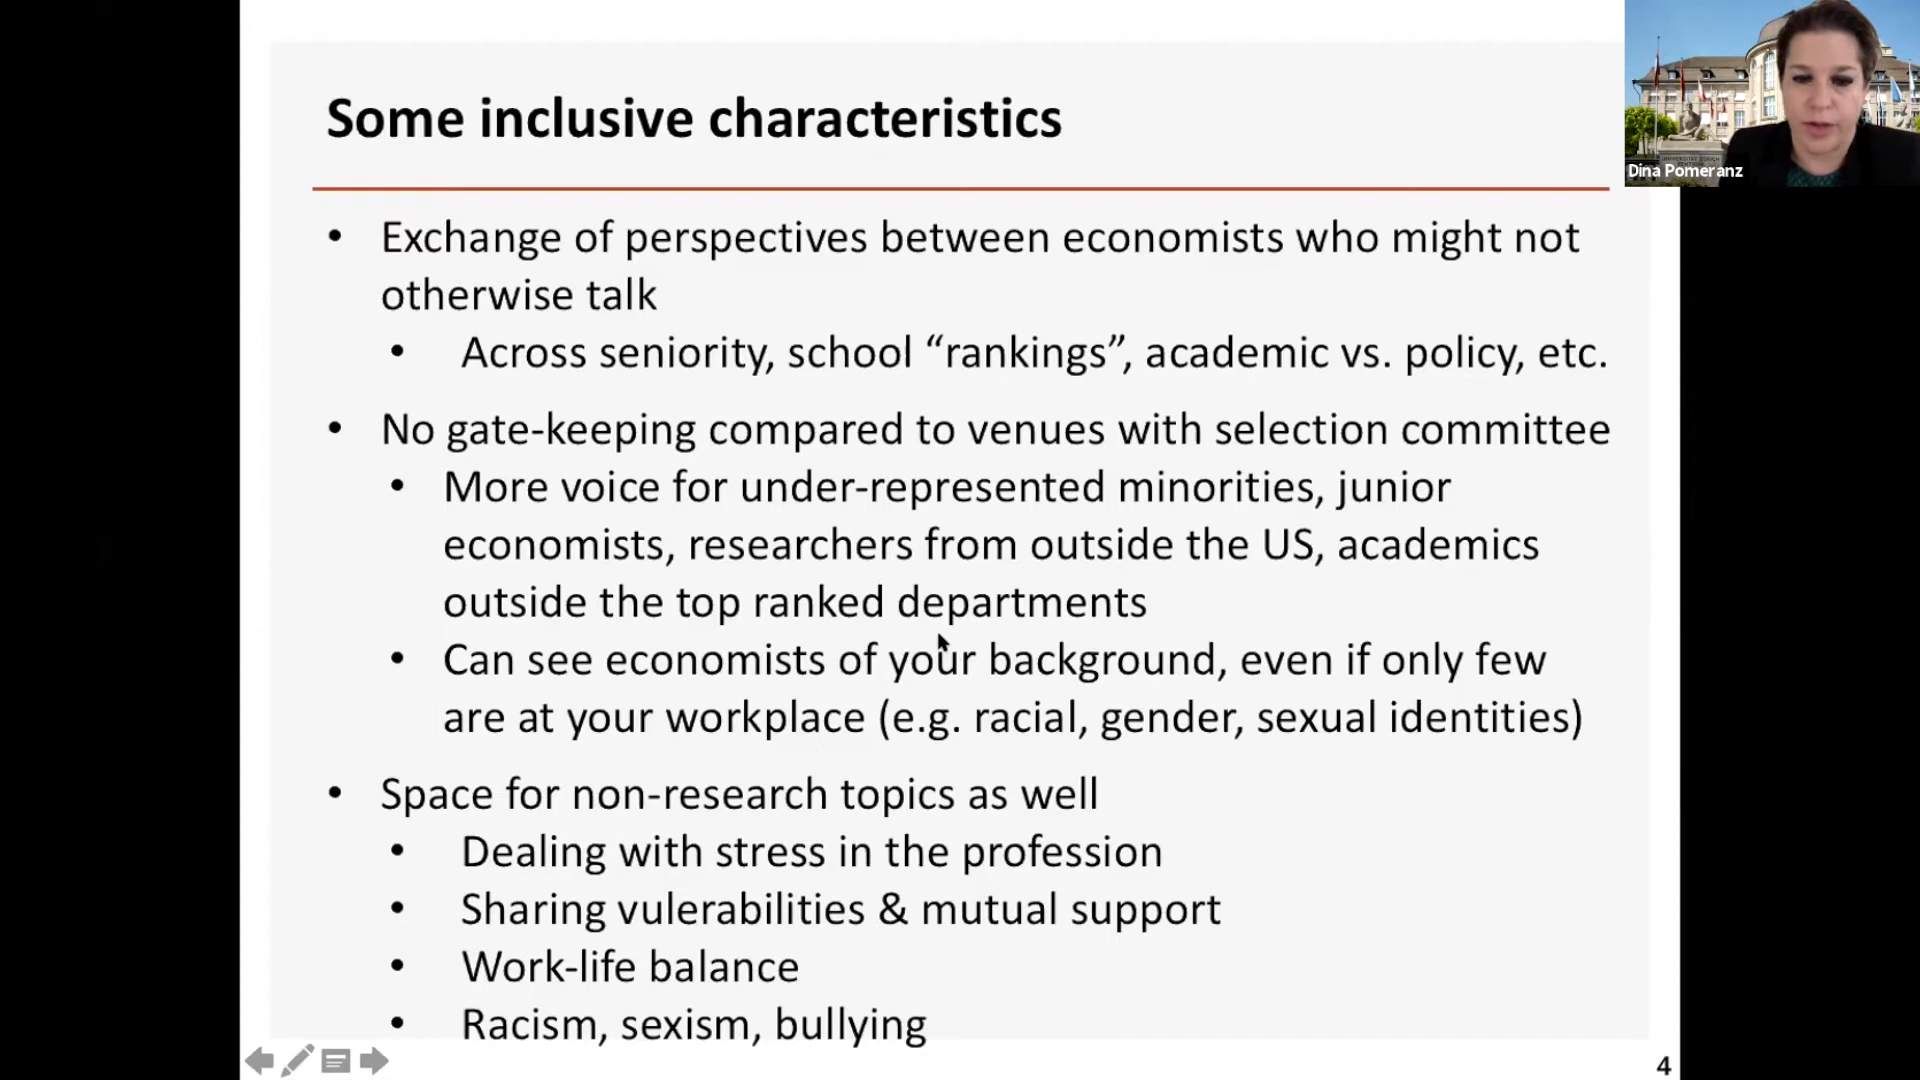 Some inclusive characteristics
Dina Pomeranz
• Exchange of perspectives between economists who might not
otherwise talk
• Across seniority, school “rankings”, academic vs. policy, etc.
• No gate-keeping compared to venues with selection committee
• More voice for under-represented minorities, junior
economists, researchers from outside the US, academics
outside the top ranked departments
• Can see economists of your background, even if only few
are at your workplace (e.g. racial, gender, sexual identities)
• Space for non-research topics as well
• Dealing with stress in the profession
• Sharing vulerabilities & mutual support
• Work-life balance
• Racism, sexism, bullying
4